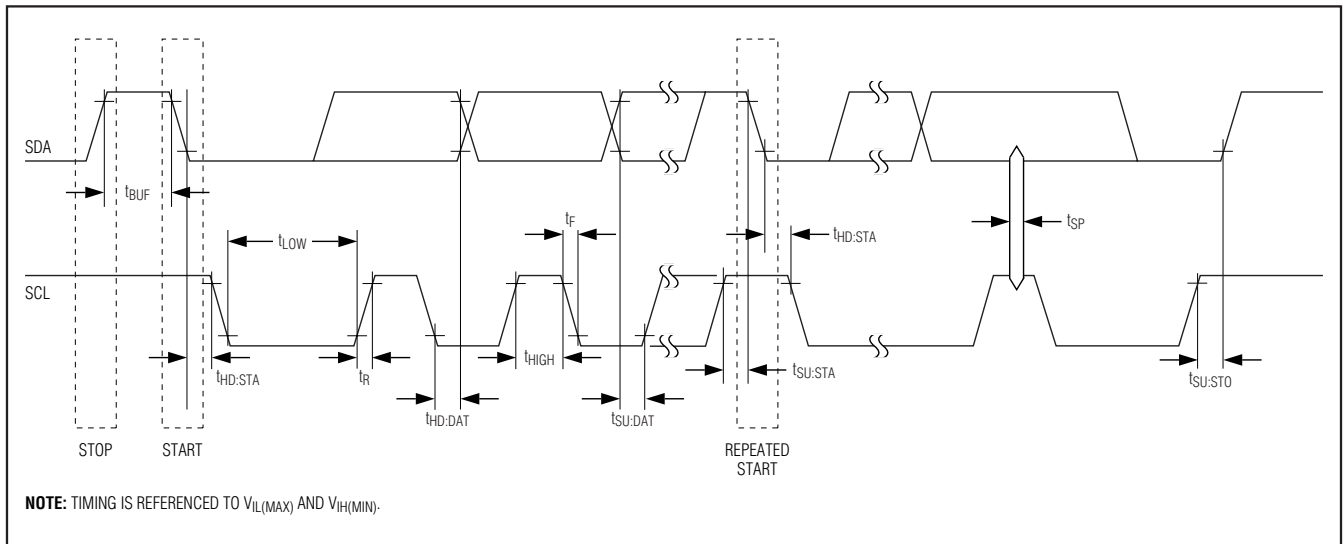 SDA
tBUF
tLOW
tF
tHD:STA
tSP
SCL
tHD:STA
tR
tHIGH
tHD:DAT
tSU:DAT
tSU:STA
tSU:STO
STOP
START
REPEATED
START
NOTE: TIMING IS REFERENCED TO VIL(MAX) AND VIH(MIN).